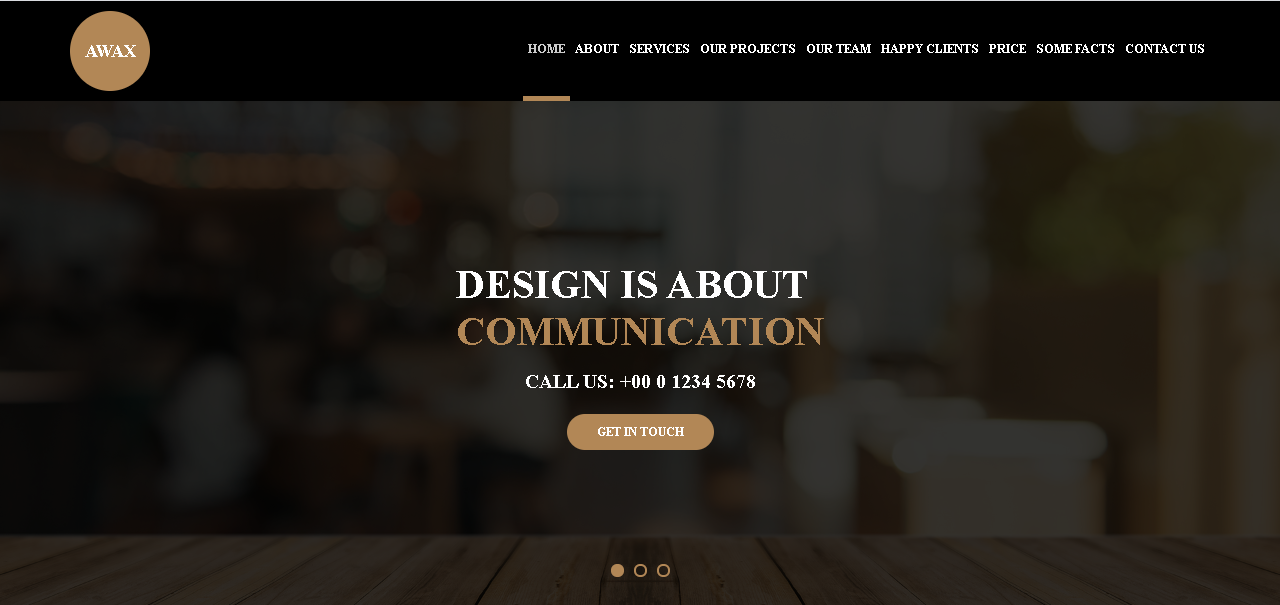 AWAX
HOME ABOUT SERVICES OUR PROJECTS OUR TEAM HAPPY CLIENTS PRICE SOME FACTS CONTACT US
DESIGN IS ABOUT
COMMUNICATION
CALL US: +00 0 1234 5678
GET IN TOUCH